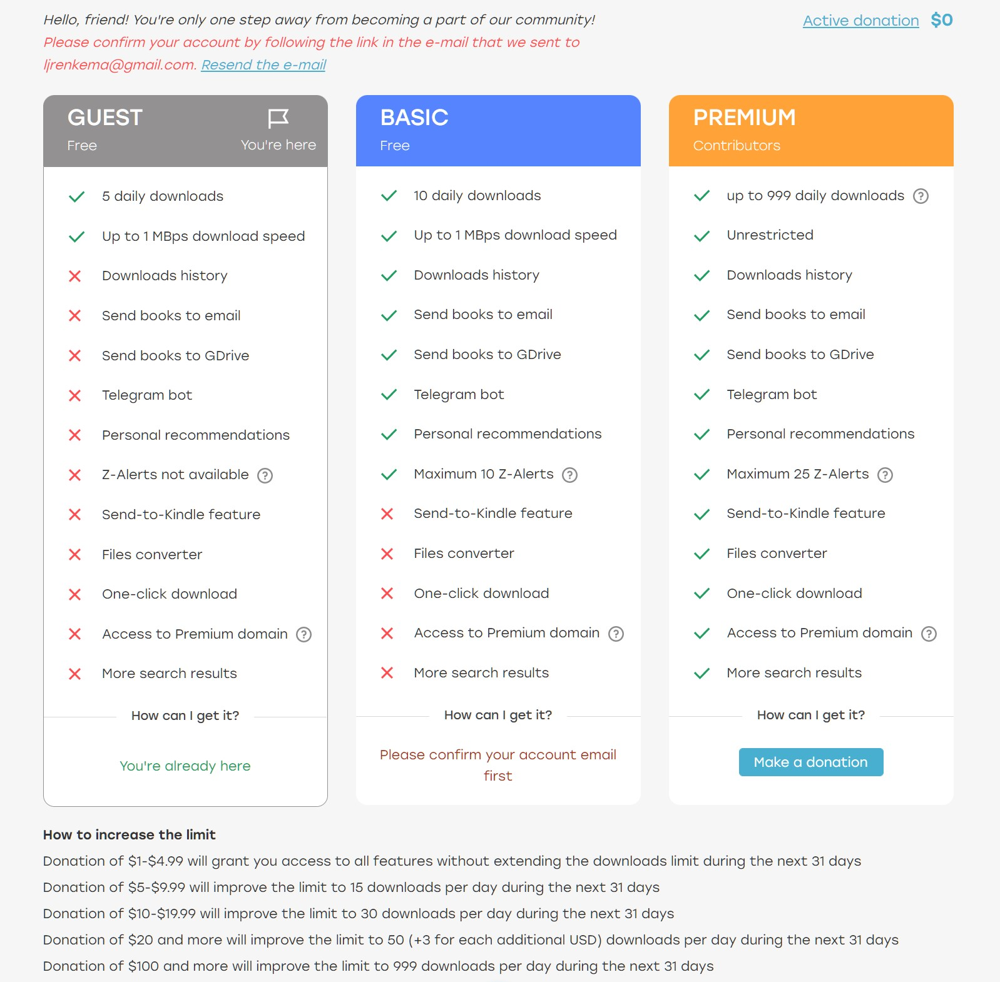 Hello, friend! You're only one step away from becoming a part of our community!
Please confirm your account by following the link in the e-mail that we sent to
ljrenkema@gmail.com. Resend the e-mail
Active donation $0
GUEST
Free
You're here
5 daily downloads
Up to 1 MBps download speed
Downloads history
Send books to email
Send books to GDrive
Telegram bot
Personal recommendations
Z-Alerts not available ?
Send-to-Kindle feature
Files converter
One-click download
Access to Premium domain ?
More search results
How can I get it?
You're already here
BASIC
Free
10 daily downloads
Up to 1 MBps download speed
Downloads history
Send books to email
Send books to GDrive
Telegram bot
Personal recommendations
Maximum 10 Z-Alerts ?
Send-to-Kindle feature
Files converter
One-click download
Access to Premium domain ?
More search results
How can I get it?
Please confirm your account email
first
PREMIUM
Contributors
up to 999 daily downloads ?
Unrestricted
Downloads history
Send books to email
Send books to GDrive
Telegram bot
Personal recommendations
Maximum 25 Z-Alerts ?
Send-to-Kindle feature
Files converter
One-click download
Access to Premium domain ?
More search results
How can I get it?
Make a donation
How to increase the limit
Donation of $1-$4.99 will grant you access to all features without extending the downloads limit during the next 31 days
Donation of $5-$9.99 will improve the limit to 15 downloads per day during the next 31 days
Donation of $10-$19.99 will improve the limit to 30 downloads per day during the next 31 days
Donation of $20 and more will improve the limit to 50 (+3 for each additional USD) downloads per day during the next 31 days
Donation of $100 and more will improve the limit to 999 downloads per day during the next 31 days